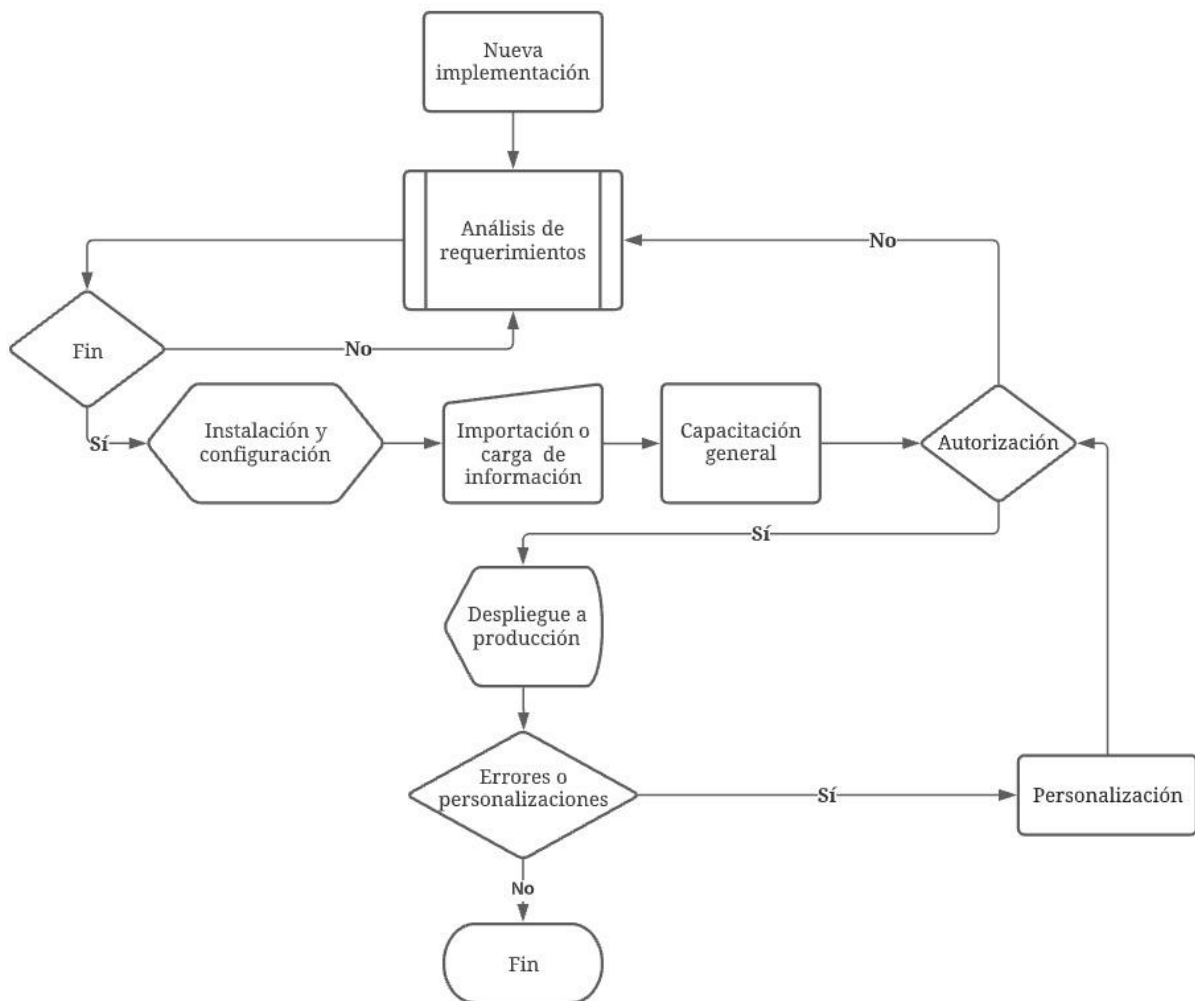 Nueva
implementación
Análisis de
requerimientos
No
Fin
No
Sí
Instalación y
configuración
Importación o
carga de
información
Capacitación
general
Autorización
Sí
Despliegue a
producción
Errores o
personalizaciones
Sí
Personalización
No
Fin